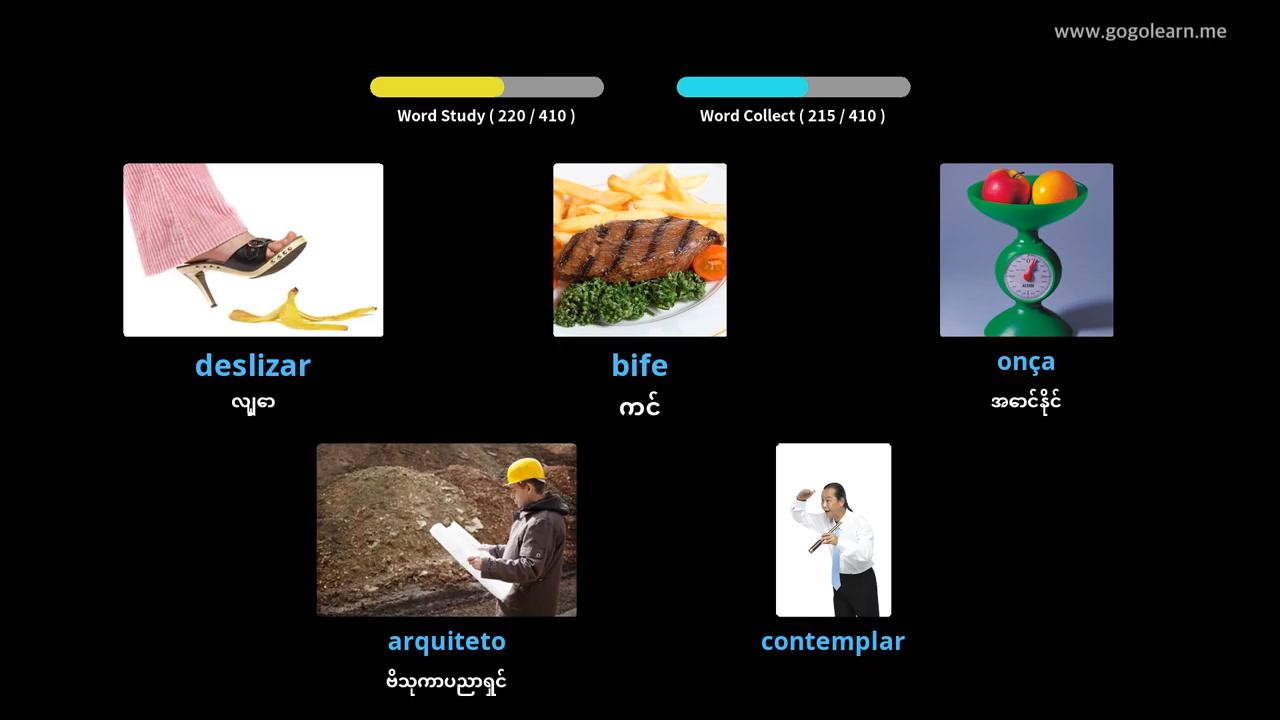 www.gogolearn.me
Word Study ( 220 / 410 )
Word Collect ( 215 / 410 )
deslizar
လျှော
bife
ကင်
onça
အောင်နိုင်
arquiteto
ဗိသုကာပညာရှင်
contemplar